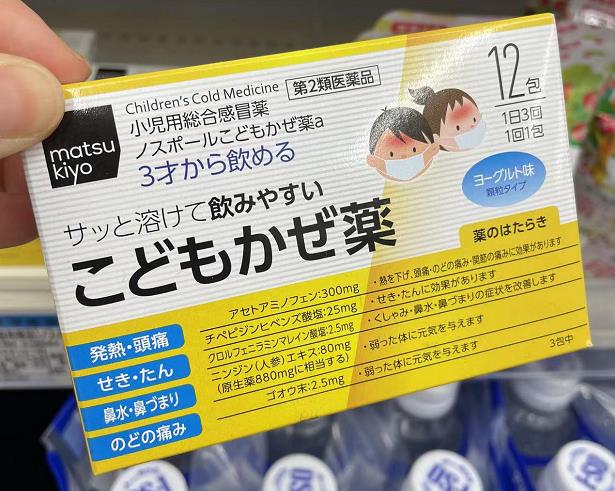 matsu
kiyo
Children's Cold Medicine
第2類医薬品
小児用総合感冒薬
ノスポールこどもかぜ薬a
3才から飲める
12包
1日3回
1回1包
ヨーグルト味
顆粒タイプ
サッと溶けて飲みやすい
こどもかぜ薬
薬のはたらき
発熱・頭痛
せき・たん
鼻水・鼻づまり
のどの痛み
アセトアミノフェン:300mg ・熱を下げ、頭痛・のどの痛み・関節の痛みに効果があります
チペピジンヒベンズ酸塩:25mg ・せき・たんに効果があります
クロルフェニラミンマレイン酸塩:2.5mg ・くしゃみ・鼻水・鼻づまりの症状を改善します
ニンジン(人参)エキス:80mg ・弱った体に元気を与えます
(原生薬880mgに相当する)
ゴオウ末:2.5mg ・弱った体に元気を与えます
3包中